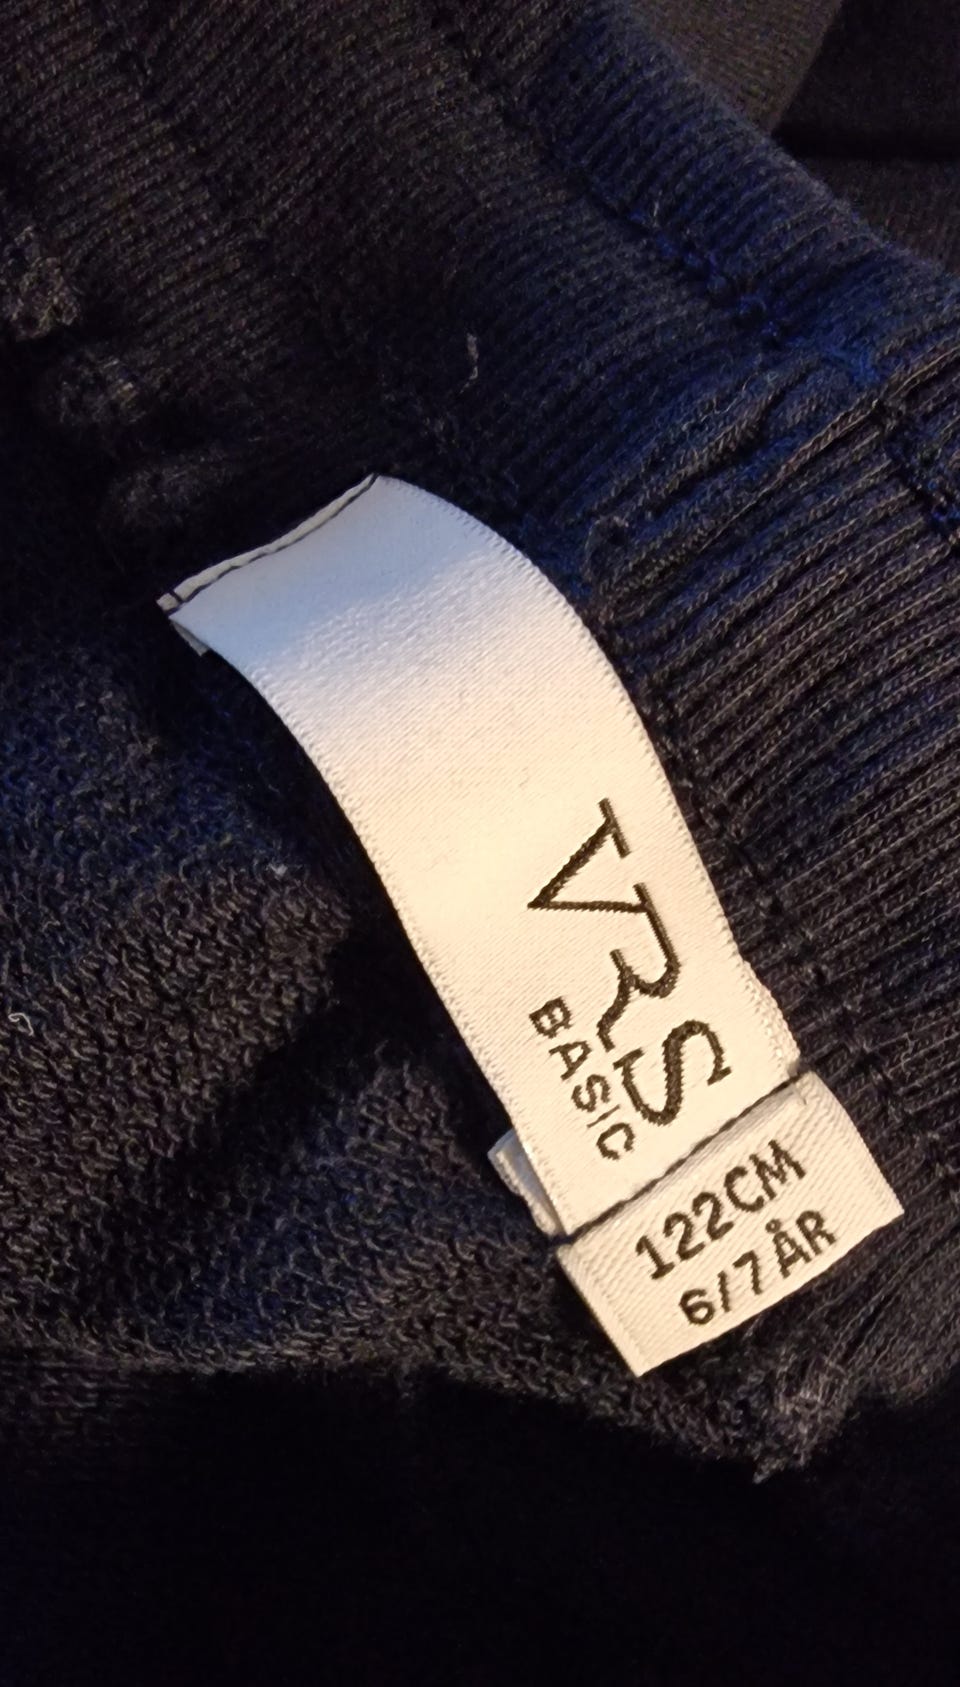 VRS
BASIC
122CM
6/7 ÅR